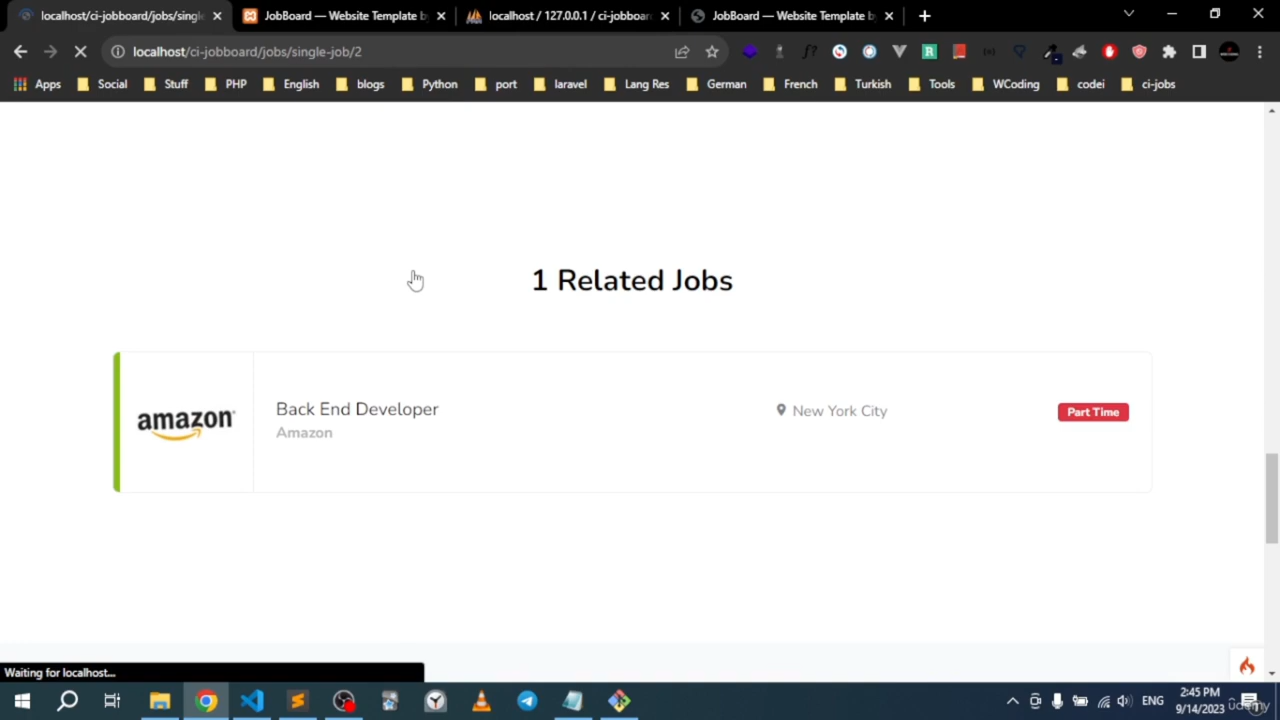 localhost/ci-jobboard/jobs/singl
JobBoard — Website Template b
localhost / 127.0.0.1 / ci-jobboar
JobBoard — Website Template b
localhost/ci-jobboard/jobs/single-job/2
Apps
Social
Stuff
PHP
English
blogs
Python
port
laravel
Lang Res
German
French
Turkish
Tools
WCoding
codei
ci-jobs
1 Related Jobs
amazon
Back End Developer
Amazon
New York City
Part Time
Waiting for localhost...
ENG
2:45 PM
9/14/2023
udemy